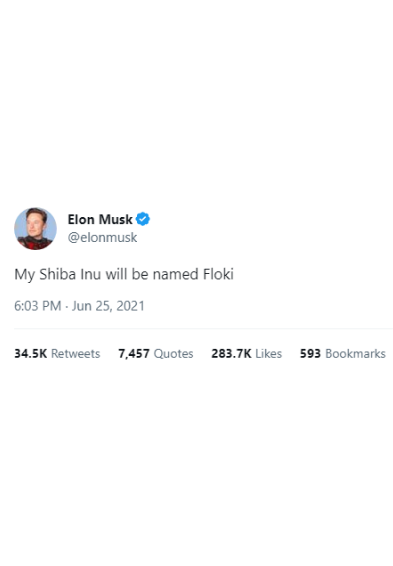 Elon Musk
@elonmusk
My Shiba Inu will be named Floki
6:03 PM · Jun 25, 2021
34.5K Retweets 7,457 Quotes 283.7K Likes 593 Bookmarks